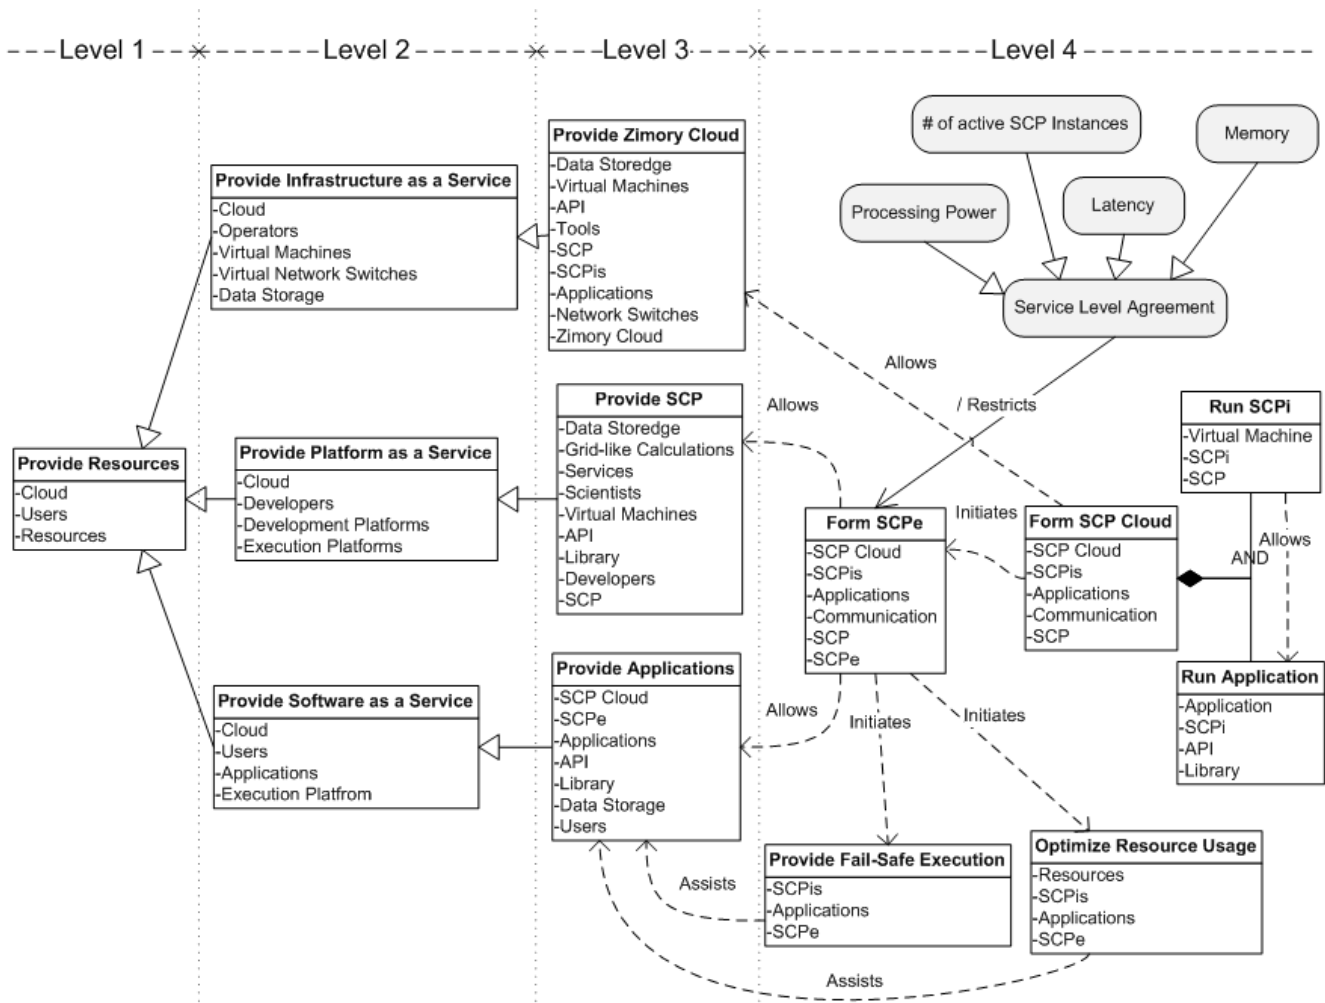 Level 1
Level 2
Level 3
Level 4
Provide Resources
-Cloud
-Users
-Resources
Provide Infrastructure as a Service
-Cloud
-Operators
-Virtual Machines
-Virtual Network Switches
-Data Storage
Provide Platform as a Service
-Cloud
-Developers
-Development Platforms
-Execution Platforms
Provide Software as a Service
-Cloud
-Users
-Applications
-Execution Platfrom
Provide Zimory Cloud
-Data Storedge
-Virtual Machines
-API
-Tools
-SCP
-SCPis
-Applications
-Network Switches
-Zimory Cloud
Provide SCP
-Data Storedge
-Grid-like Calculations
-Services
-Scientists
-Virtual Machines
-API
-Library
-Developers
-SCP
Provide Applications
-SCP Cloud
-SCPe
-Applications
-API
-Library
-Data Storage
-Users
# of active SCP Instances
Memory
Processing Power
Latency
Service Level Agreement
Allows
/ Restricts
Allows
Form SCPe
-SCP Cloud
-SCPis
-Applications
-Communication
-SCP
-SCPe
Initiates
Form SCP Cloud
-SCP Cloud
-SCPis
-Applications
-Communication
-SCP
Run SCPi
-Virtual Machine
-SCPi
-SCP
Allows
AND
Run Application
-Application
-SCPi
-API
-Library
Allows
Initiates
Initiates
Provide Fail-Safe Execution
-SCPis
-Applications
-SCPe
Optimize Resource Usage
-Resources
-SCPis
-Applications
-SCPe
Assists
Assists